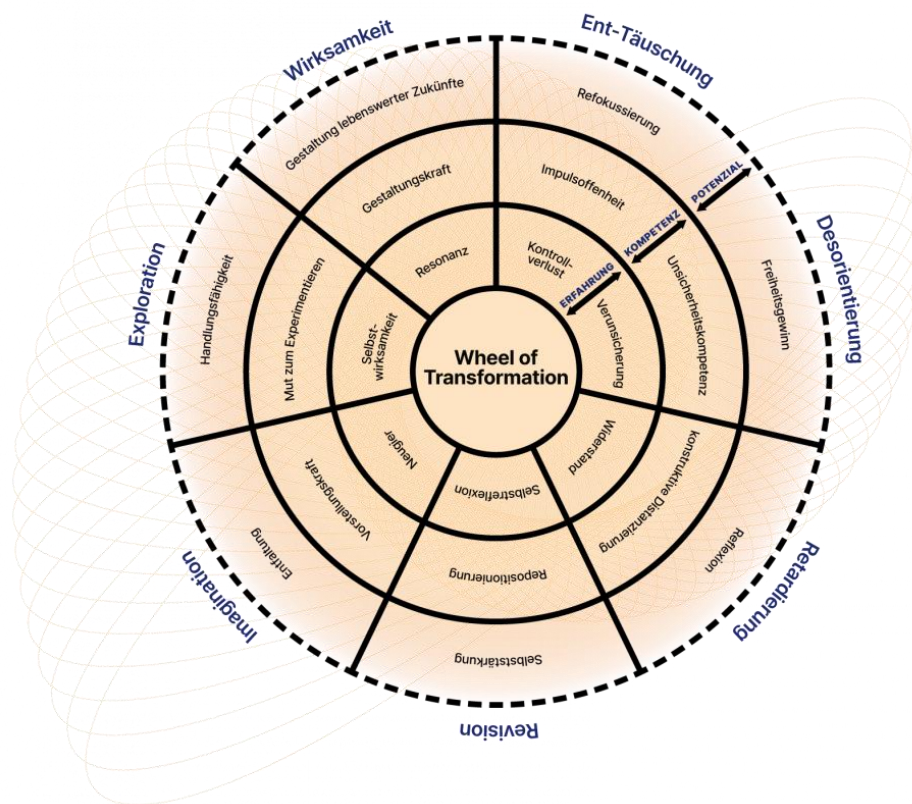 Wheel of
Transformation
Ent-Täuschung
Refokussierung
Impulsoffenheit
Kontroll-
verlust
ERFAHRUNG
KOMPETENZ
POTENZIAL
Desorientierung
Freiheitsgewinn
Unsicherheitskompetenz
Verunsicherung
Retardierung
Reflexion
Konstruktive Distanzierung
Widerstand
Revision
Selbststärkung
Repositionierung
Selbstreflexion
Imagination
Entfaltung
Vorstellungskraft
Neugier
Exploration
Handlungsfähigkeit
Mut zum Experimentieren
Selbst-
wirksamkeit
Wirksamkeit
Gestaltung lebenswerter Zukünfte
Gestaltungskraft
Resonanz